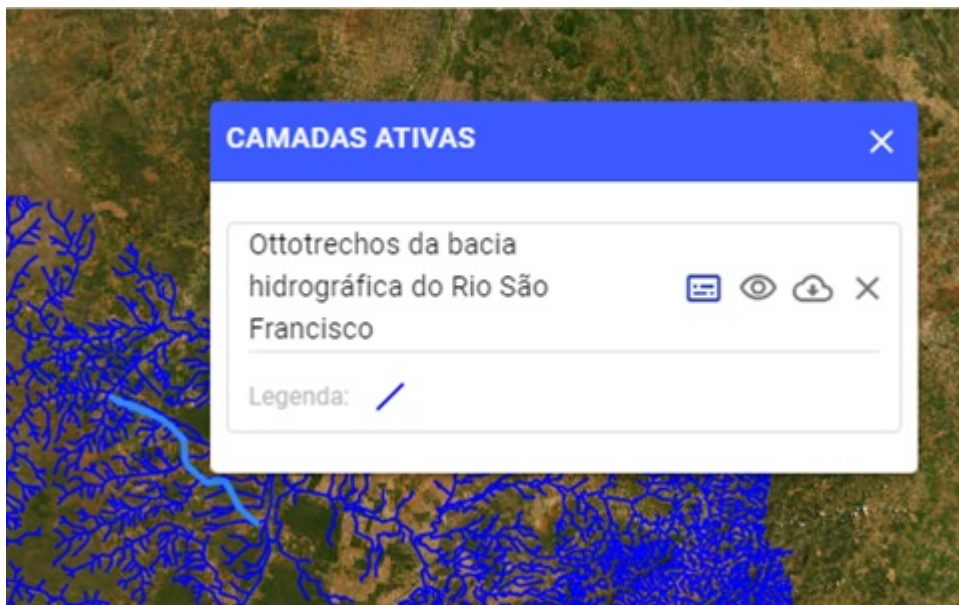 CAMADAS ATIVAS
Ottotrechos da bacia
hidrográfica do Rio São
Francisco
Legenda: